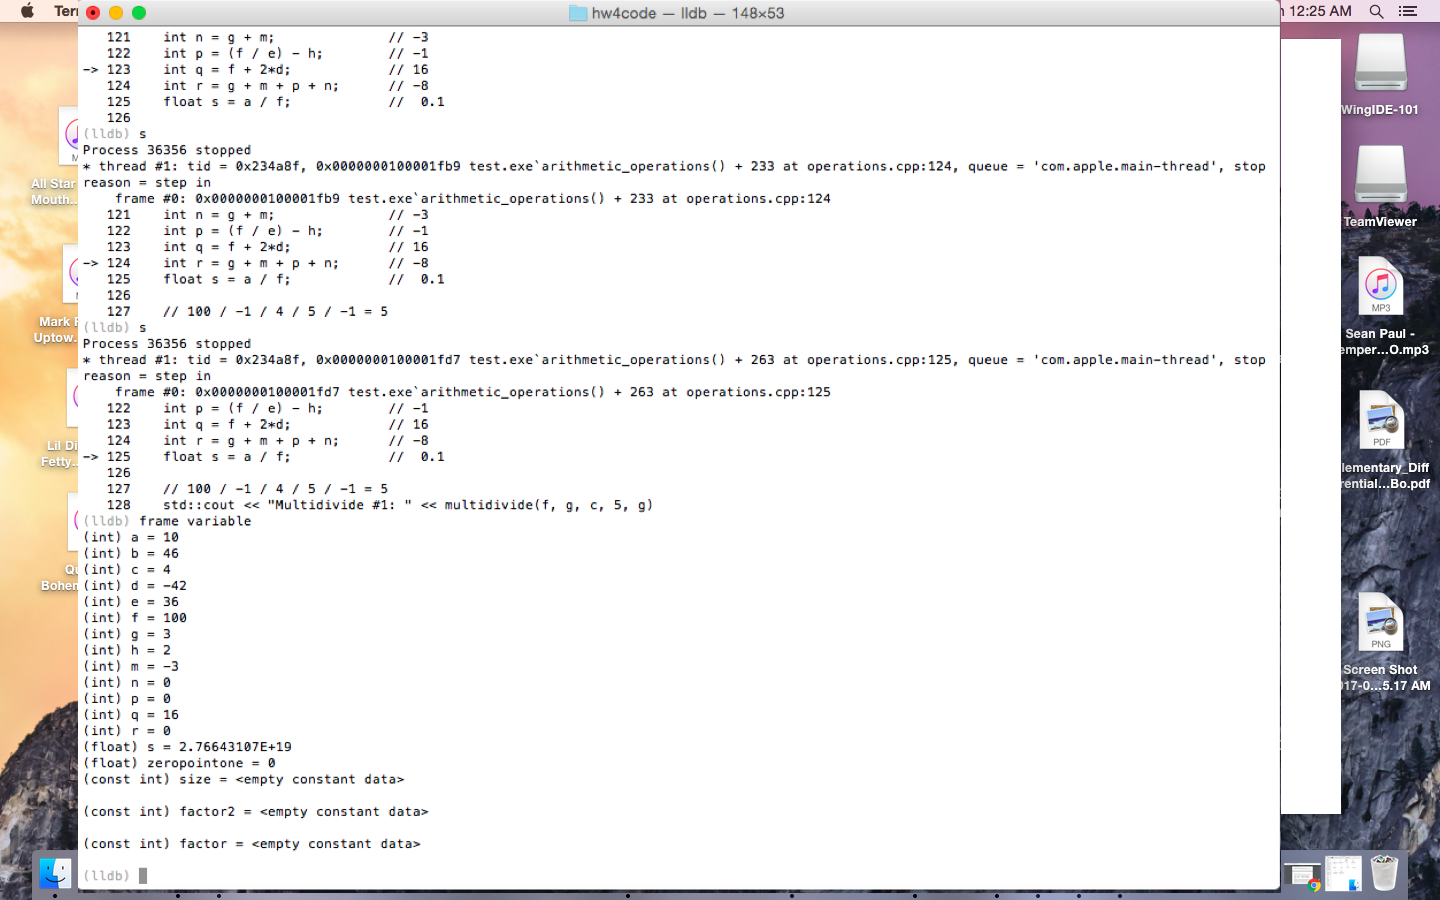 Ter
hw4code — lldb — 148×53
12:25 AM
121    int n = g + m;              // -3
122    int p = (f / e) - h;        // -1
-> 123    int q = f + 2*d;            // 16
124    int r = g + m + p + n;      // -8
125    float s = a / f;            //  0.1
126
(lldb) s
Process 36356 stopped
* thread #1: tid = 0x234a8f, 0x0000000100001fb9 test.exe`arithmetic_operations() + 233 at operations.cpp:124, queue = 'com.apple.main-thread', stop
reason = step in
frame #0: 0x0000000100001fb9 test.exe`arithmetic_operations() + 233 at operations.cpp:124
121    int n = g + m;              // -3
122    int p = (f / e) - h;        // -1
123    int q = f + 2*d;            // 16
-> 124    int r = g + m + p + n;      // -8
125    float s = a / f;            //  0.1
126
127    // 100 / -1 / 4 / 5 / -1 = 5
(lldb) s
Process 36356 stopped
* thread #1: tid = 0x234a8f, 0x0000000100001fd7 test.exe`arithmetic_operations() + 263 at operations.cpp:125, queue = 'com.apple.main-thread', stop
reason = step in
frame #0: 0x0000000100001fd7 test.exe`arithmetic_operations() + 263 at operations.cpp:125
122    int p = (f / e) - h;        // -1
123    int q = f + 2*d;            // 16
124    int r = g + m + p + n;      // -8
-> 125    float s = a / f;            //  0.1
126
127    // 100 / -1 / 4 / 5 / -1 = 5
128    std::cout << "Multidivide #1: " << multidivide(f, g, c, 5, g)
(lldb) frame variable
(int) a = 10
(int) b = 46
(int) c = 4
(int) d = -42
(int) e = 36
(int) f = 100
(int) g = 3
(int) h = 2
(int) m = -3
(int) n = 0
(int) p = 0
(int) q = 16
(int) r = 0
(float) s = 2.76643107E+19
(float) zeropointone = 0
(const int) size = <empty constant data>
(const int) factor2 = <empty constant data>
(const int) factor = <empty constant data>
(lldb)
All Star
Mouth...
Mark R
Uptow...
Lil Di
Fetty...
Qu
Bohem
WingIDE-101
TeamViewer
MP3
Sean Paul -
emper...O.mp3
PDF
lementary_Diff
rential...Bo.pdf
PNG
Screen Shot
017-0...5.17 AM